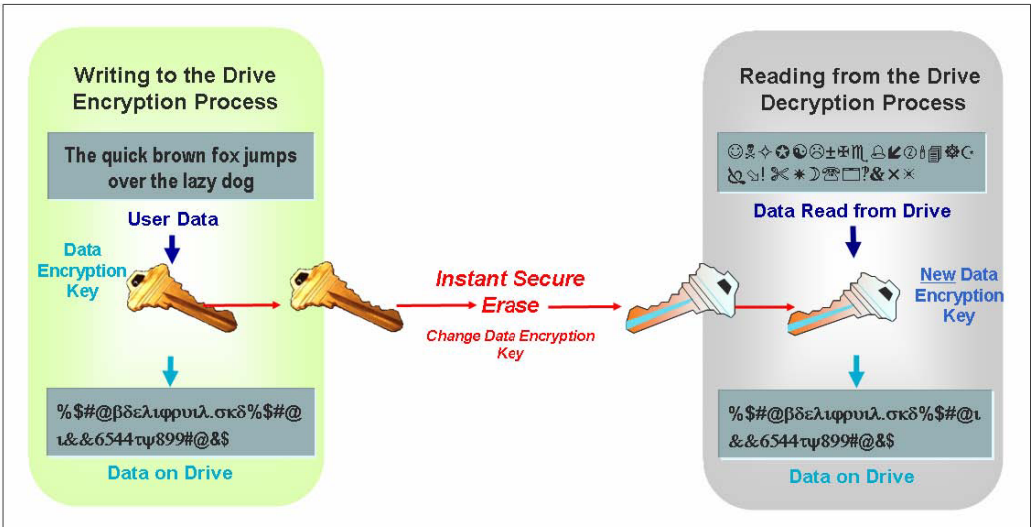 Writing to the Drive
Encryption Process
The quick brown fox jumps
over the lazy dog
User Data
Data
Encryption
Key
%$#@βδελιφρυιλ.σκδ%$#@
ι&&6544τψ899#@&$
Data on Drive
Instant Secure
Erase
Change Data Encryption
Key
Reading from the Drive
Decryption Process
Data Read from Drive
New Data
Encryption
Key
%$#@βδελιφρυιλ.σκδ%$#@ι
&&6544τψ899#@&$
Data on Drive